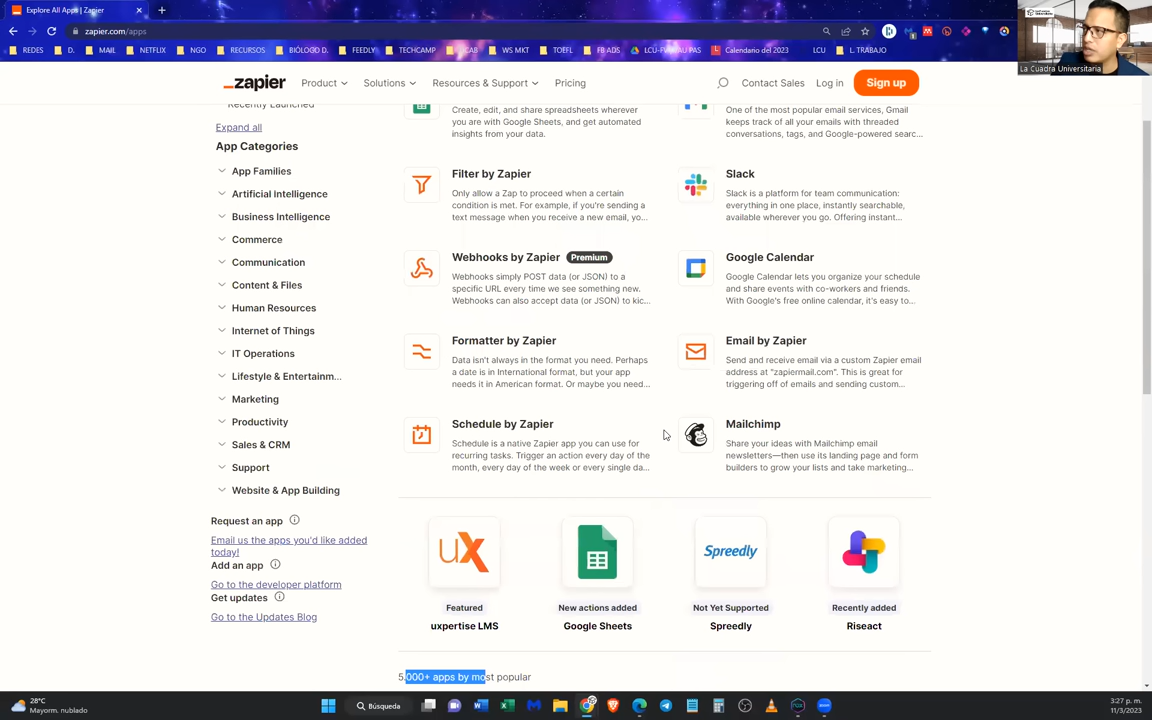 Explore All Apps | Zapier
zapier.com/apps
REDES
D.
MAIL
NETFLIX
NGO
RECURSOS
BIÓLOGO D.
FEEDLY
TECHCAMP
WS MKT
TOEFL
FB ADS
LCU-FWU AU PAS
Calendario del 2023
LCU
L. TRABAJO
La Cuadra Universitaria
zapier
Product
Solutions
Resources & Support
Pricing
Contact Sales
Log in
Sign up
Recently Launched
Expand all
App Categories
App Families
Artificial Intelligence
Business Intelligence
Commerce
Communication
Content & Files
Human Resources
Internet of Things
IT Operations
Lifestyle & Entertainm...
Marketing
Productivity
Sales & CRM
Support
Website & App Building
Request an app
Email us the apps you'd like added
today!
Add an app
Go to the developer platform
Get updates
Go to the Updates Blog
Create, edit, and share spreadsheets wherever
you are with Google Sheets, and get automated
insights from your data.
One of the most popular email services, Gmail
keeps track of all your emails with threaded
conversations, tags, and Google-powered searc...
Filter by Zapier
Only allow a Zap to proceed when a certain
condition is met. For example, if you're sending a
text message when you receive a new email, yo...
Slack
Slack is a platform for team communication:
everything in one place, instantly searchable,
available wherever you go. Offering instant...
Webhooks by Zapier Premium
Webhooks simply POST data (or JSON) to a
specific URL every time we see something new.
Webhooks can also accept data (or JSON) to kic...
Google Calendar
Google Calendar lets you organize your schedule
and share events with co-workers and friends.
With Google's free online calendar, it's easy to...
Formatter by Zapier
Data isn't always in the format you need. Perhaps
a date is in International format, but your app
needs it in American format. Or maybe you need...
Email by Zapier
Send and receive email via a custom Zapier email
address at "zapiermail.com". This is great for
triggering off of emails and sending custom...
Schedule by Zapier
Schedule is a native Zapier app you can use for
recurring tasks. Trigger an action every day of the
month, every day of the week or every single da...
Mailchimp
Share your ideas with Mailchimp email
newsletters—then use its landing page and form
builders to grow your lists and take marketing...
uX
Featured
uxpertise LMS
New actions added
Google Sheets
Spreedly
Not Yet Supported
Spreedly
Recently added
Riseact
5,000+ apps by most popular
28°C
Mayorm. nublado
Búsqueda
3:27 p. m.
11/3/2023